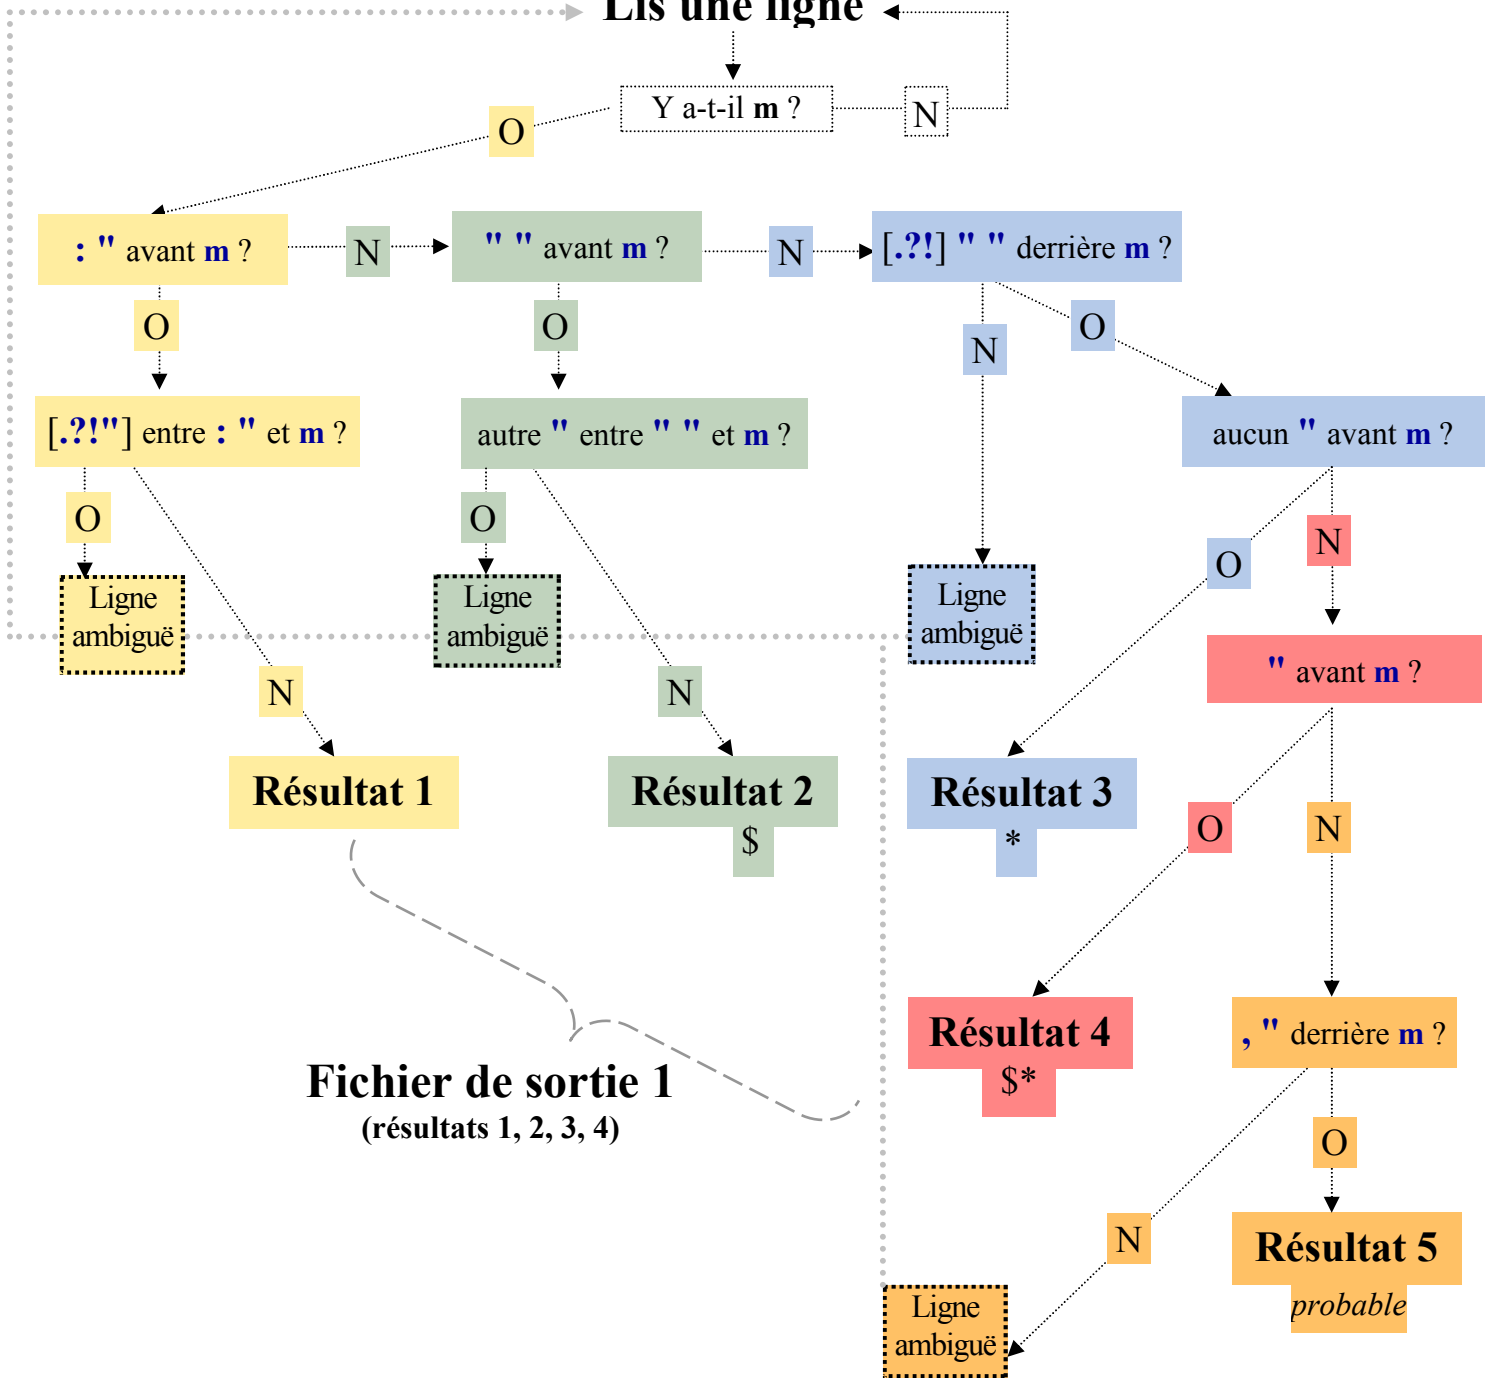 Lis une ligne
Y a-t-il m ?
N
O
: " avant m ?
N
" " avant m ?
N
[.?!] " " derrière m ?
O
O
N
O
[.?!"] entre : " et m ?
autre " entre " " et m ?
aucun " avant m ?
O
O
N
O
Ligne
ambiguë
Ligne
ambiguë
Ligne
ambiguë
" avant m ?
N
N
Résultat 1
Résultat 2
$
Résultat 3
*
O
N
Résultat 4
$*
, " derrière m ?
Fichier de sortie 1
(résultats 1, 2, 3, 4)
O
N
Résultat 5
probable
Ligne
ambiguë